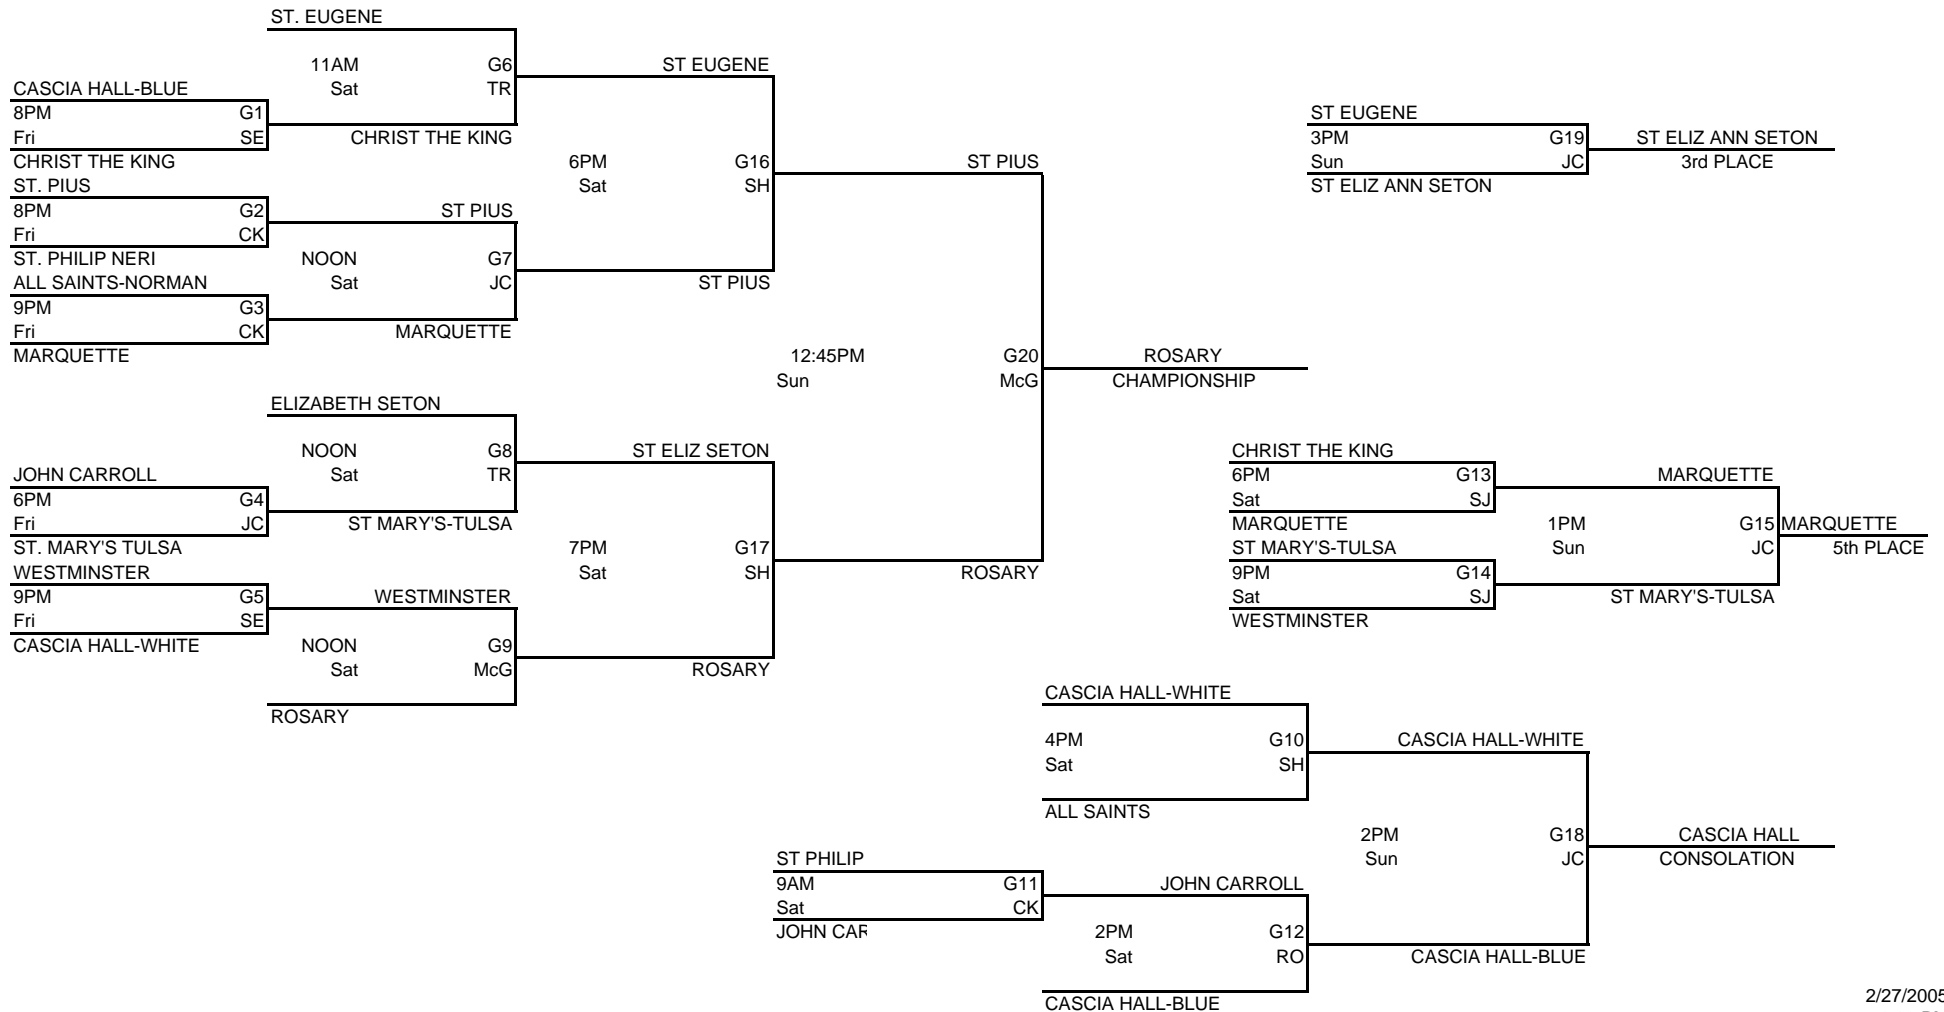 ST. EUGENE
11AM G6
Sat TR
CASCIA HALL-BLUE
8PM G1
Fri SE
CHRIST THE KING
CHRIST THE KING
ST EUGENE
ST. PIUS
8PM G2
Fri CK
ST. PHILIP NERI
ST PIUS
NOON G7
Sat JC
ALL SAINTS-NORMAN
9PM G3
Fri CK
MARQUETTE
MARQUETTE
6PM G16
Sat SH
ST PIUS
ST PIUS
12:45PM G20
Sun McG
ROSARY
CHAMPIONSHIP
ELIZABETH SETON
NOON G8
Sat TR
JOHN CARROLL
6PM G4
Fri JC
ST. MARY'S TULSA
ST MARY'S-TULSA
ST ELIZ SETON
WESTMINSTER
9PM G5
Fri SE
CASCIA HALL-WHITE
WESTMINSTER
NOON G9
Sat McG
ROSARY
7PM G17
Sat SH
ROSARY
ROSARY
ST EUGENE
3PM G19
Sun JC
ST ELIZ ANN SETON
ST ELIZ ANN SETON
3rd PLACE
CHRIST THE KING
6PM G13
Sat SJ
MARQUETTE
MARQUETTE
ST MARY'S-TULSA
9PM G14
Sat SJ
WESTMINSTER
1PM G15
Sun JC
ST MARY'S-TULSA
MARQUETTE
5th PLACE
CASCIA HALL-WHITE
4PM G10
Sat SH
ALL SAINTS
CASCIA HALL-WHITE
ST PHILIP
9AM G11
Sat CK
JOHN CAR
JOHN CARROLL
2PM G12
Sat RO
CASCIA HALL-BLUE
CASCIA HALL-BLUE
2PM G18
Sun JC
CASCIA HALL
CONSOLATION
2/27/2005